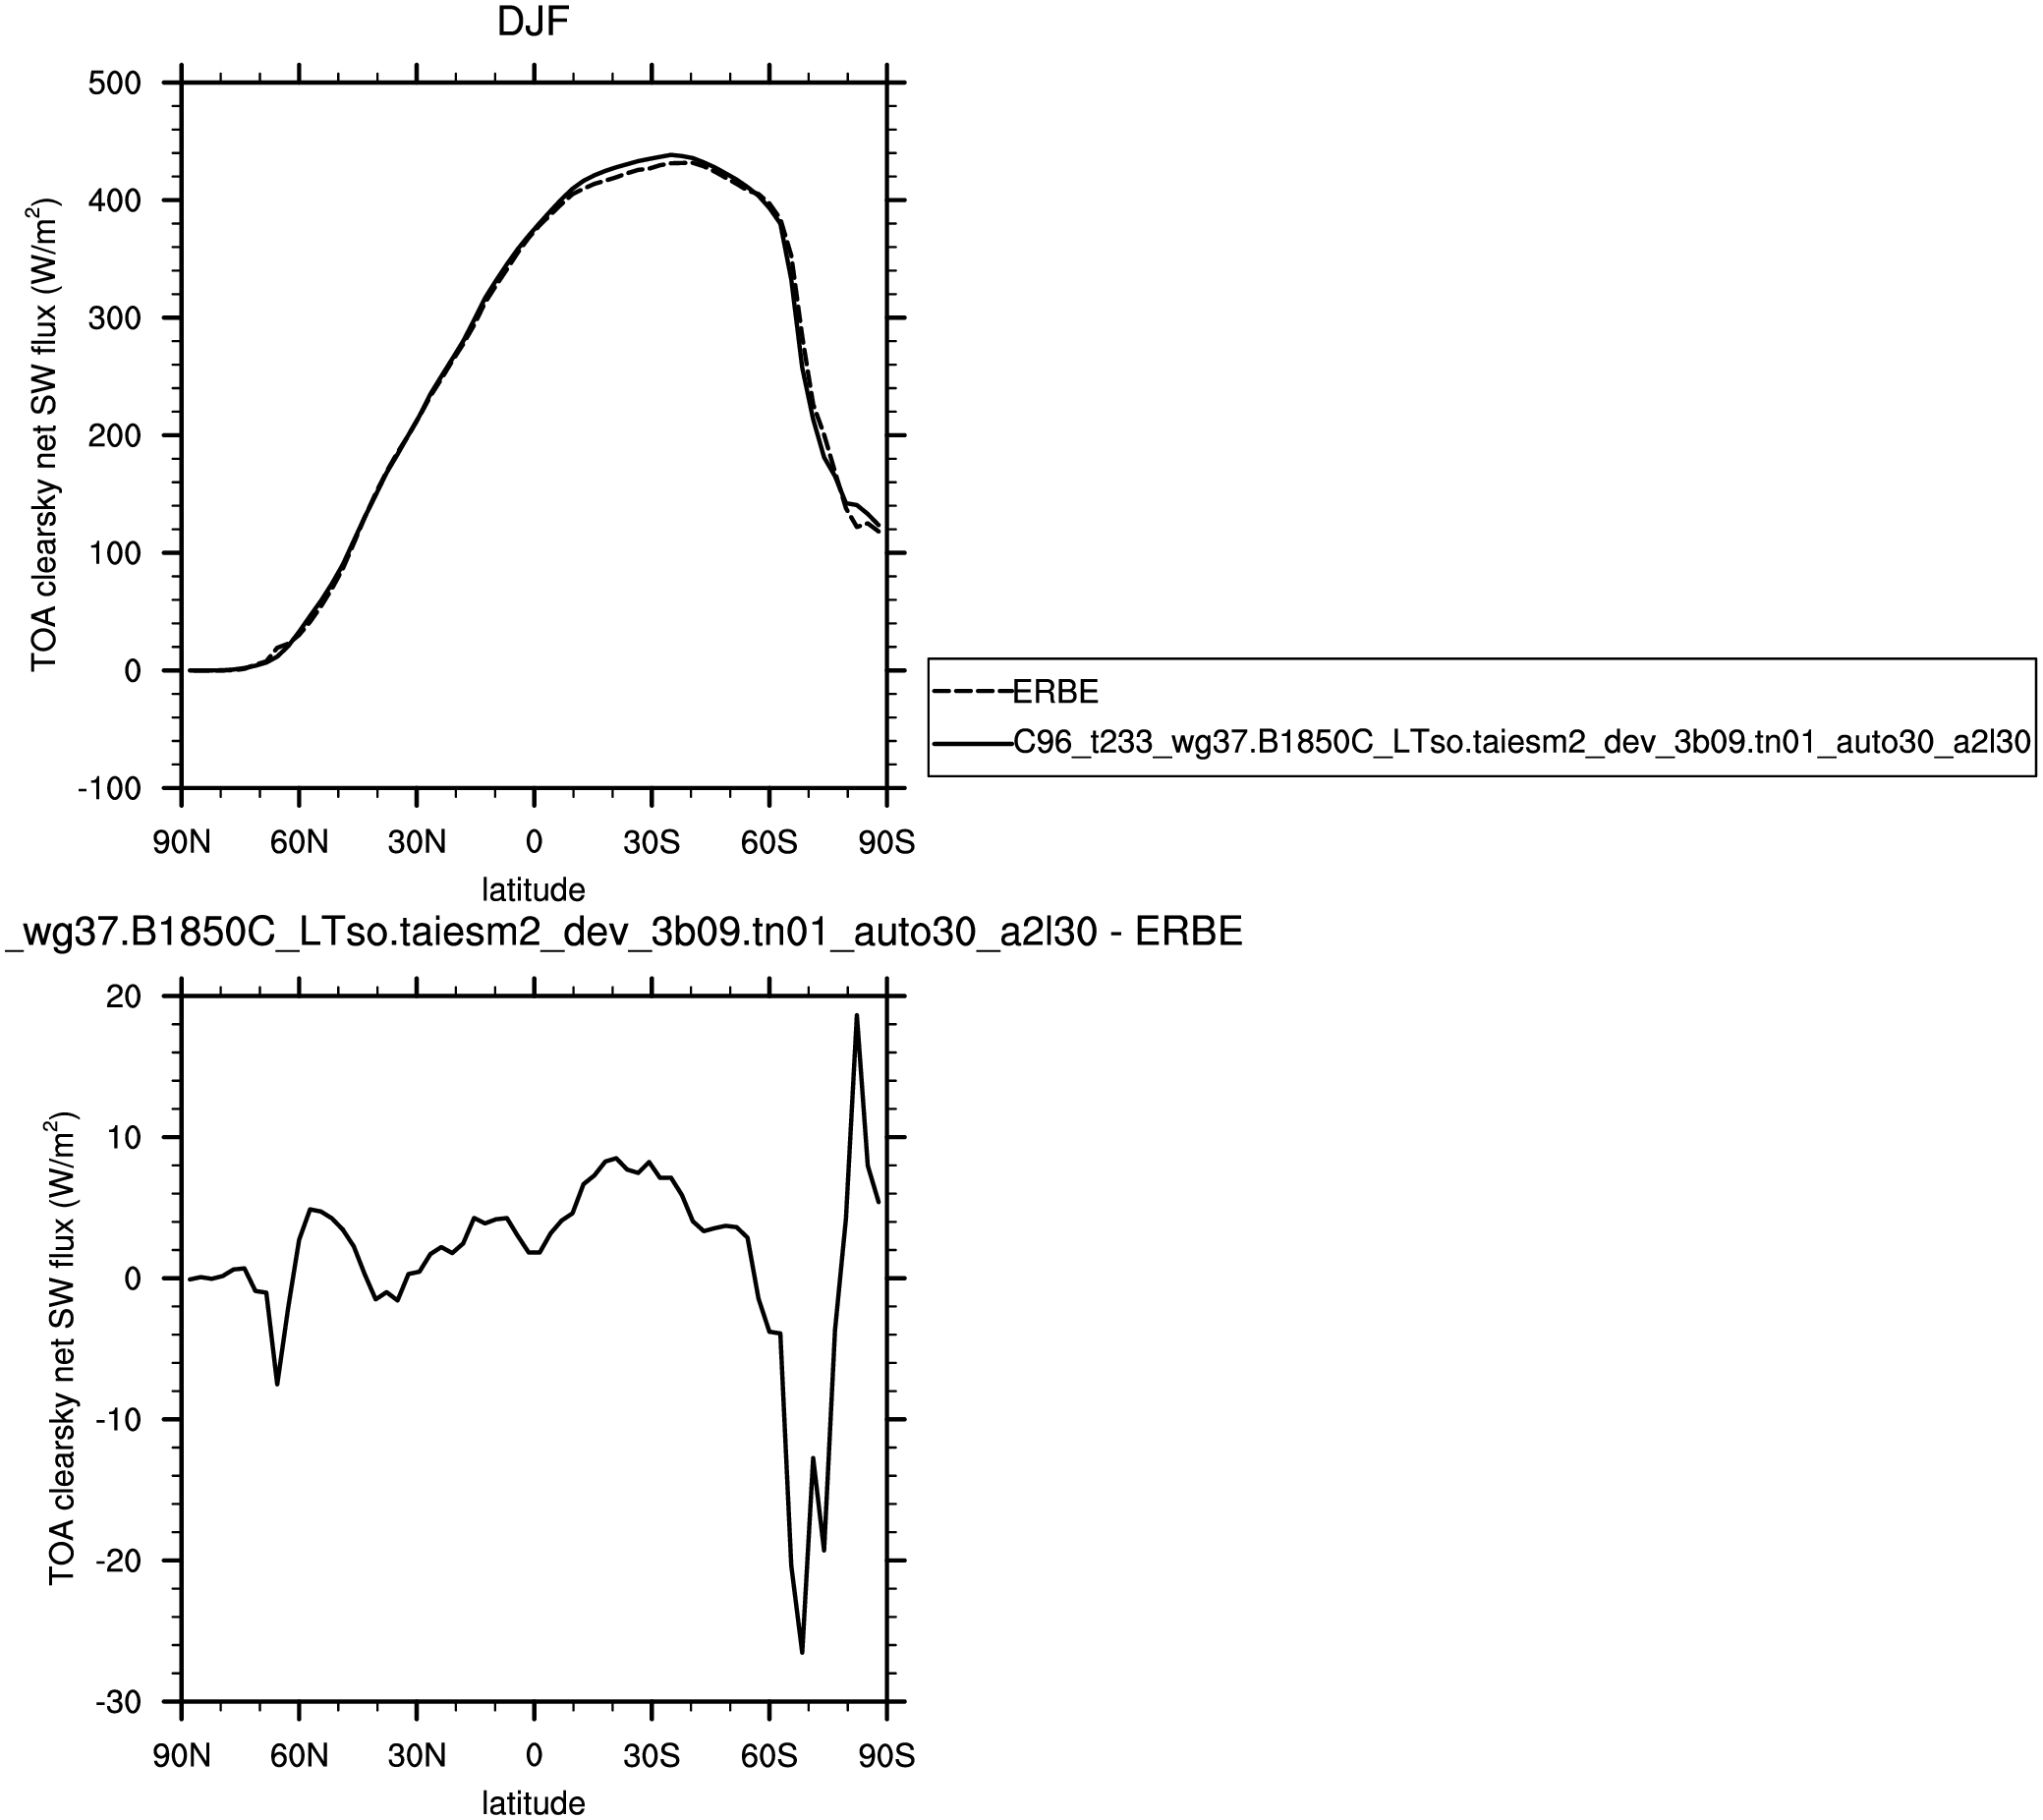 DJF
TOA clearsky net SW flux (W/m²)
500
400
300
200
100
0
-100
90N 60N 30N 0 30S 60S 90S
latitude
ERBE
C96_t233_wg37.B1850C_LTso.taiesm2_dev_3b09.tn01_auto30_a2l30
_wg37.B1850C_LTso.taiesm2_dev_3b09.tn01_auto30_a2l30 - ERBE
TOA clearsky net SW flux (W/m²)
20
10
0
-10
-20
-30
90N 60N 30N 0 30S 60S 90S
latitude